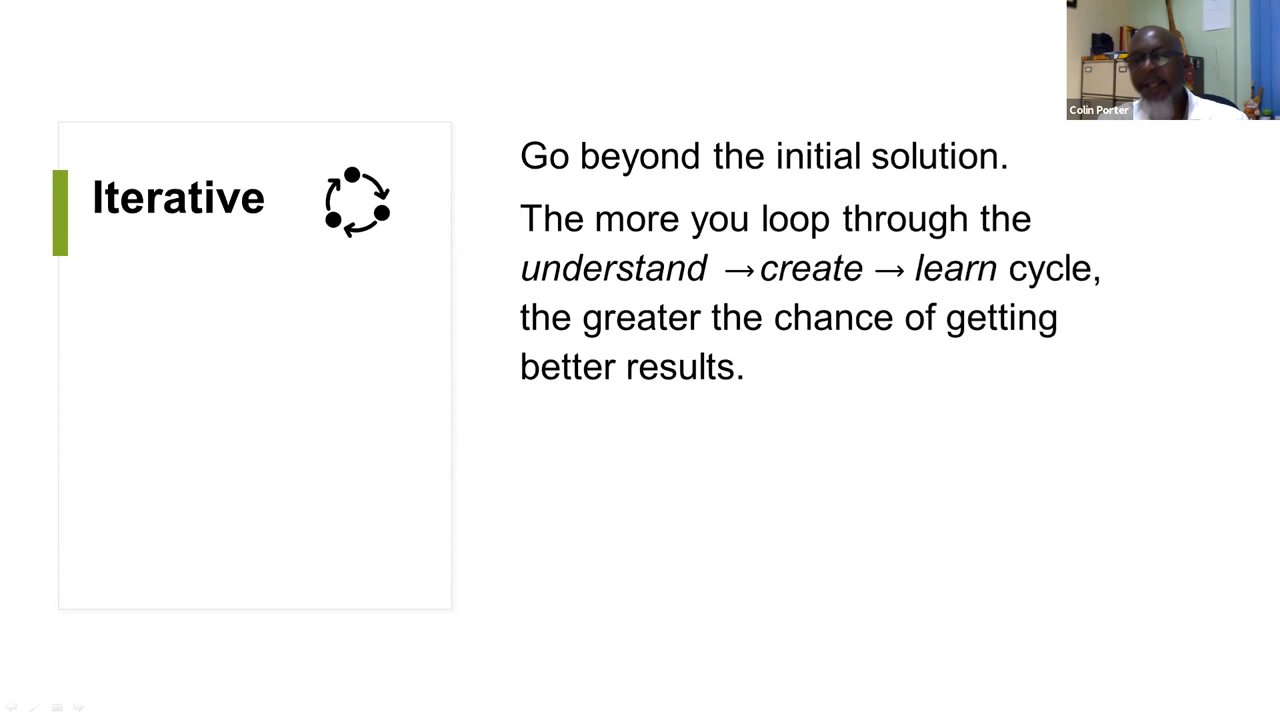 Colin Porter
Iterative
Go beyond the initial solution.
The more you loop through the
understand → create → learn cycle,
the greater the chance of getting
better results.